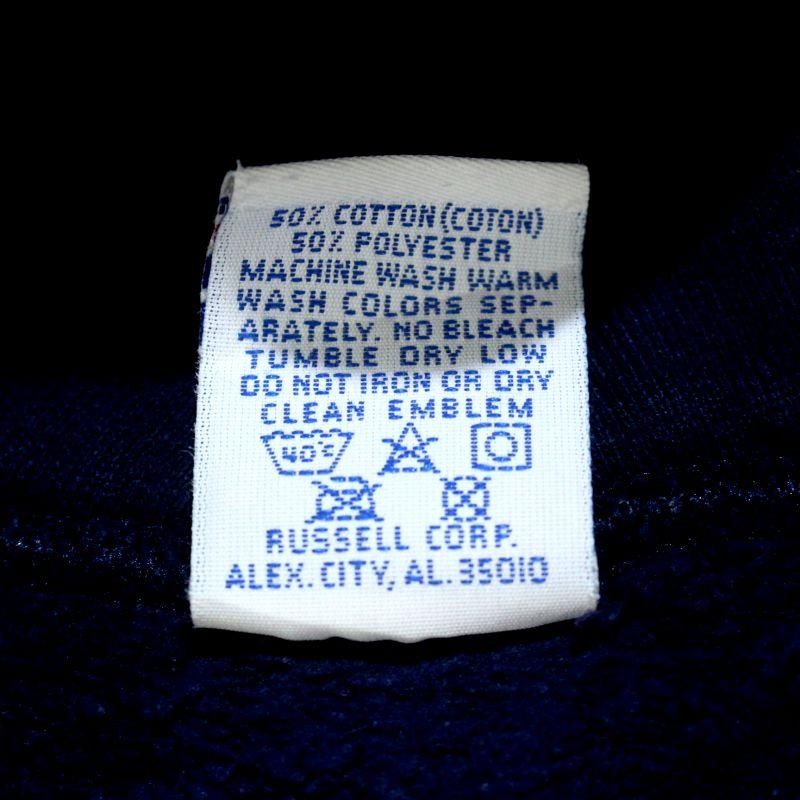 50% COTTON (COTON)
50% POLYESTER
MACHINE WASH WARM
WASH COLORS SEP-
ARATELY. NO BLEACH
TUMBLE DRY LOW
DO NOT IRON OR DRY
CLEAN EMBLEM
40°C
RUSSELL CORP.
ALEX. CITY, AL. 35010